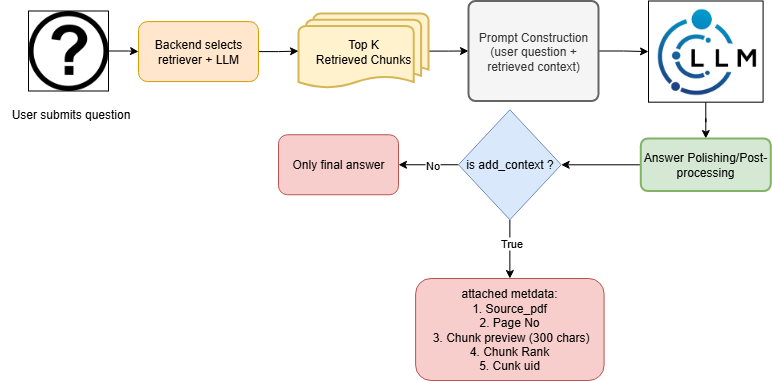 ?
User submits question
Backend selects
retriever + LLM
Top K
Retrieved Chunks
Prompt Construction
(user question +
retrieved context)
LLM
Answer Polishing/Post-
processing
is add_context ?
No
Only final answer
True
attached metdata:
1. Source_pdf
2. Page No
3. Chunk preview (300 chars)
4. Chunk Rank
5. Cunk uid